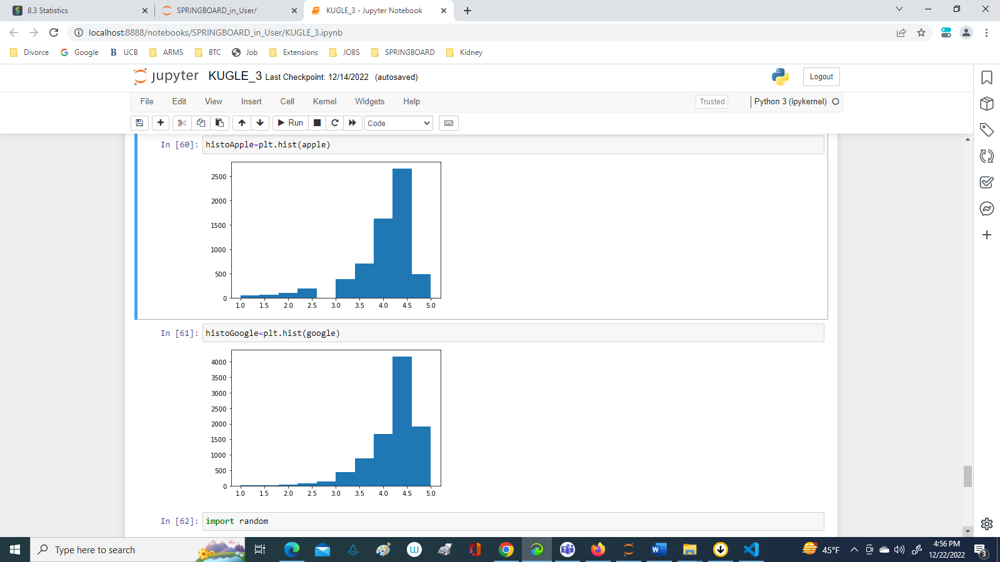 8.3 Statistics
SPRINGBOARD_in_User/
KUGLE_3 - Jupyter Notebook
localhost:8888/notebooks/SPRINGBOARD_in_User/KUGLE_3.ipynb
Divorce
Google
B UCB
ARMS
BTC
Job
Extensions
JOBS
SPRINGBOARD
Kidney
jupyter KUGLE_3 Last Checkpoint: 12/14/2022 (autosaved)
Logout
File Edit View Insert Cell Kernel Widgets Help
Trusted
Python 3 (ipykernel)
Run
Code
In [60]: histoApple=plt.hist(apple)
2500
2000
1500
1000
500
0
1.0 1.5 2.0 2.5 3.0 3.5 4.0 4.5 5.0
In [61]: histoGoogle=plt.hist(google)
4000
3500
3000
2500
2000
1500
1000
500
0
1.0 1.5 2.0 2.5 3.0 3.5 4.0 4.5 5.0
In [62]: import random
Type here to search
45°F
4:56 PM
12/22/2022
3